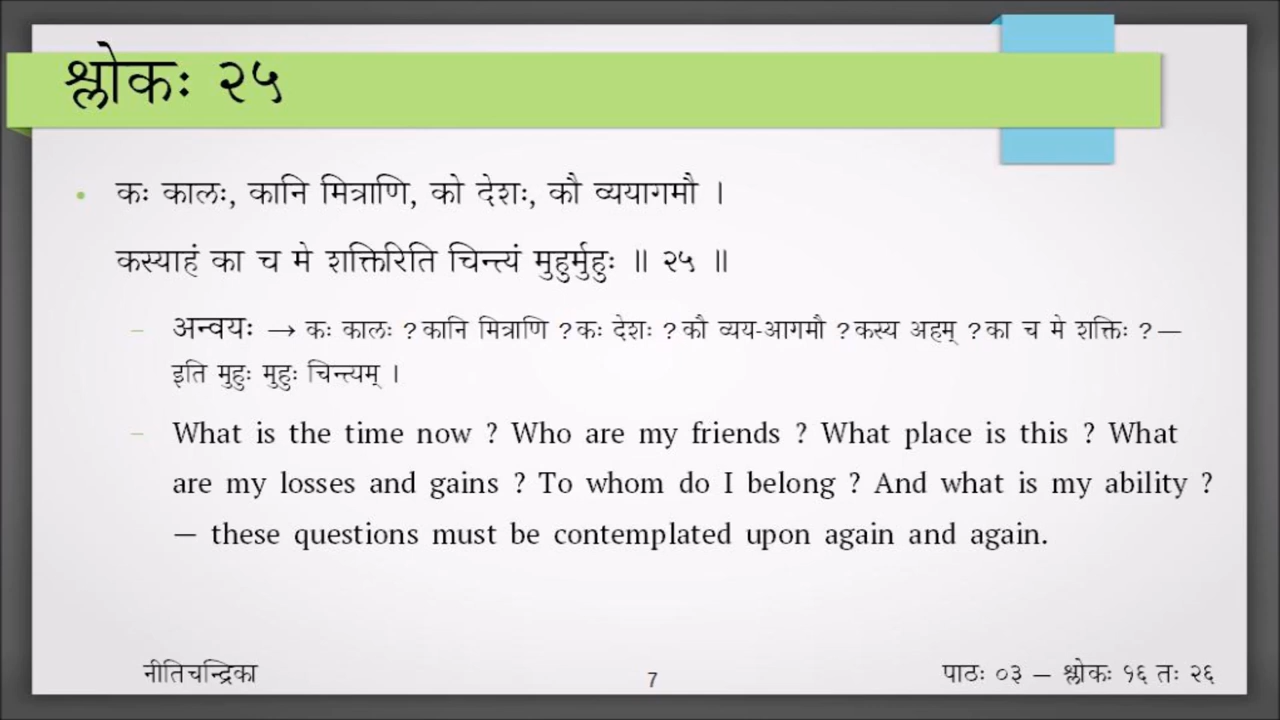 श्लोकः २५
कः कालः, कानि मित्राणि, को देशः, कौ व्ययागमौ ।
कस्याहं का च मे शक्तिरिति चिन्त्यं मुहुर्मुहुः ॥ २५ ॥
अन्वयः → कः कालः ? कानि मित्राणि ? कः देशः ? कौ व्यय-आगमौ ? कस्य अहम् ? का च मे शक्तिः ? —
इति मुहुः मुहुः चिन्त्यम् ।
What is the time now ? Who are my friends ? What place is this ? What
are my losses and gains ? To whom do I belong ? And what is my ability ?
— these questions must be contemplated upon again and again.
नीतिचन्द्रिका 7 पाठः ०३ – श्लोकः १६ तः २६